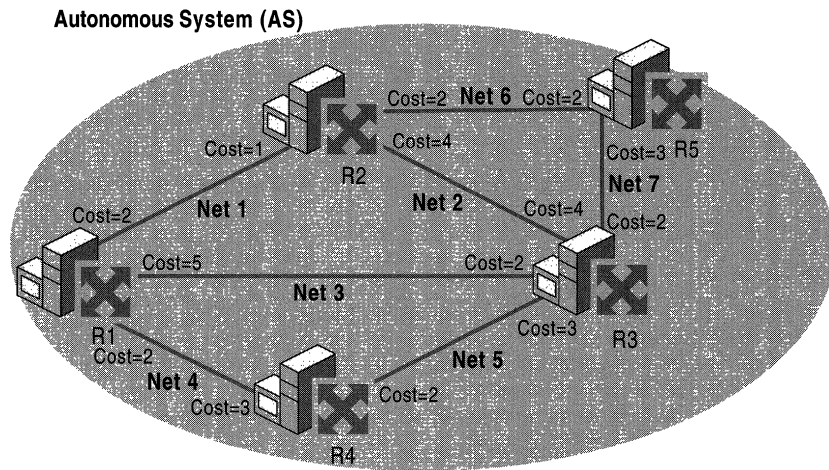 Autonomous System (AS)
Cost=2 Net 6 Cost=2
Cost=1
Cost=4
R2
Cost=3 R5
Net 7
Cost=2
Net 1
Net 2
Cost=4
Cost=2
Cost=5
Cost=2
Net 3
R1
Cost=2
Cost=3
R3
Net 4
Net 5
Cost=3
Cost=2
R4